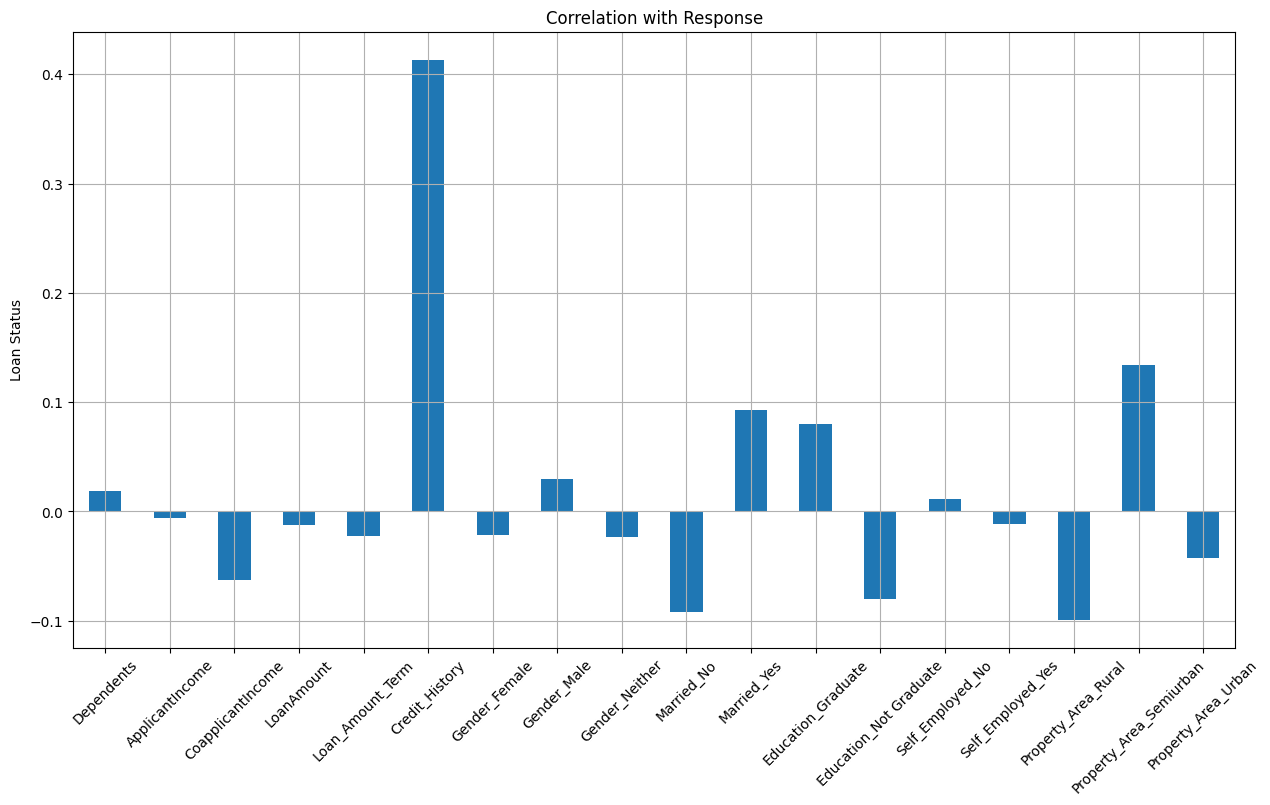 Correlation with Response
Loan Status
0.4
0.3
0.2
0.1
0.0
−0.1
Dependents
ApplicantIncome
CoapplicantIncome
LoanAmount
Loan_Amount_Term
Credit_History
Gender_Female
Gender_Male
Gender_Neither
Married_No
Married_Yes
Education_Graduate
Education_Not Graduate
Self_Employed_No
Self_Employed_Yes
Property_Area_Rural
Property_Area_Semiurban
Property_Area_Urban